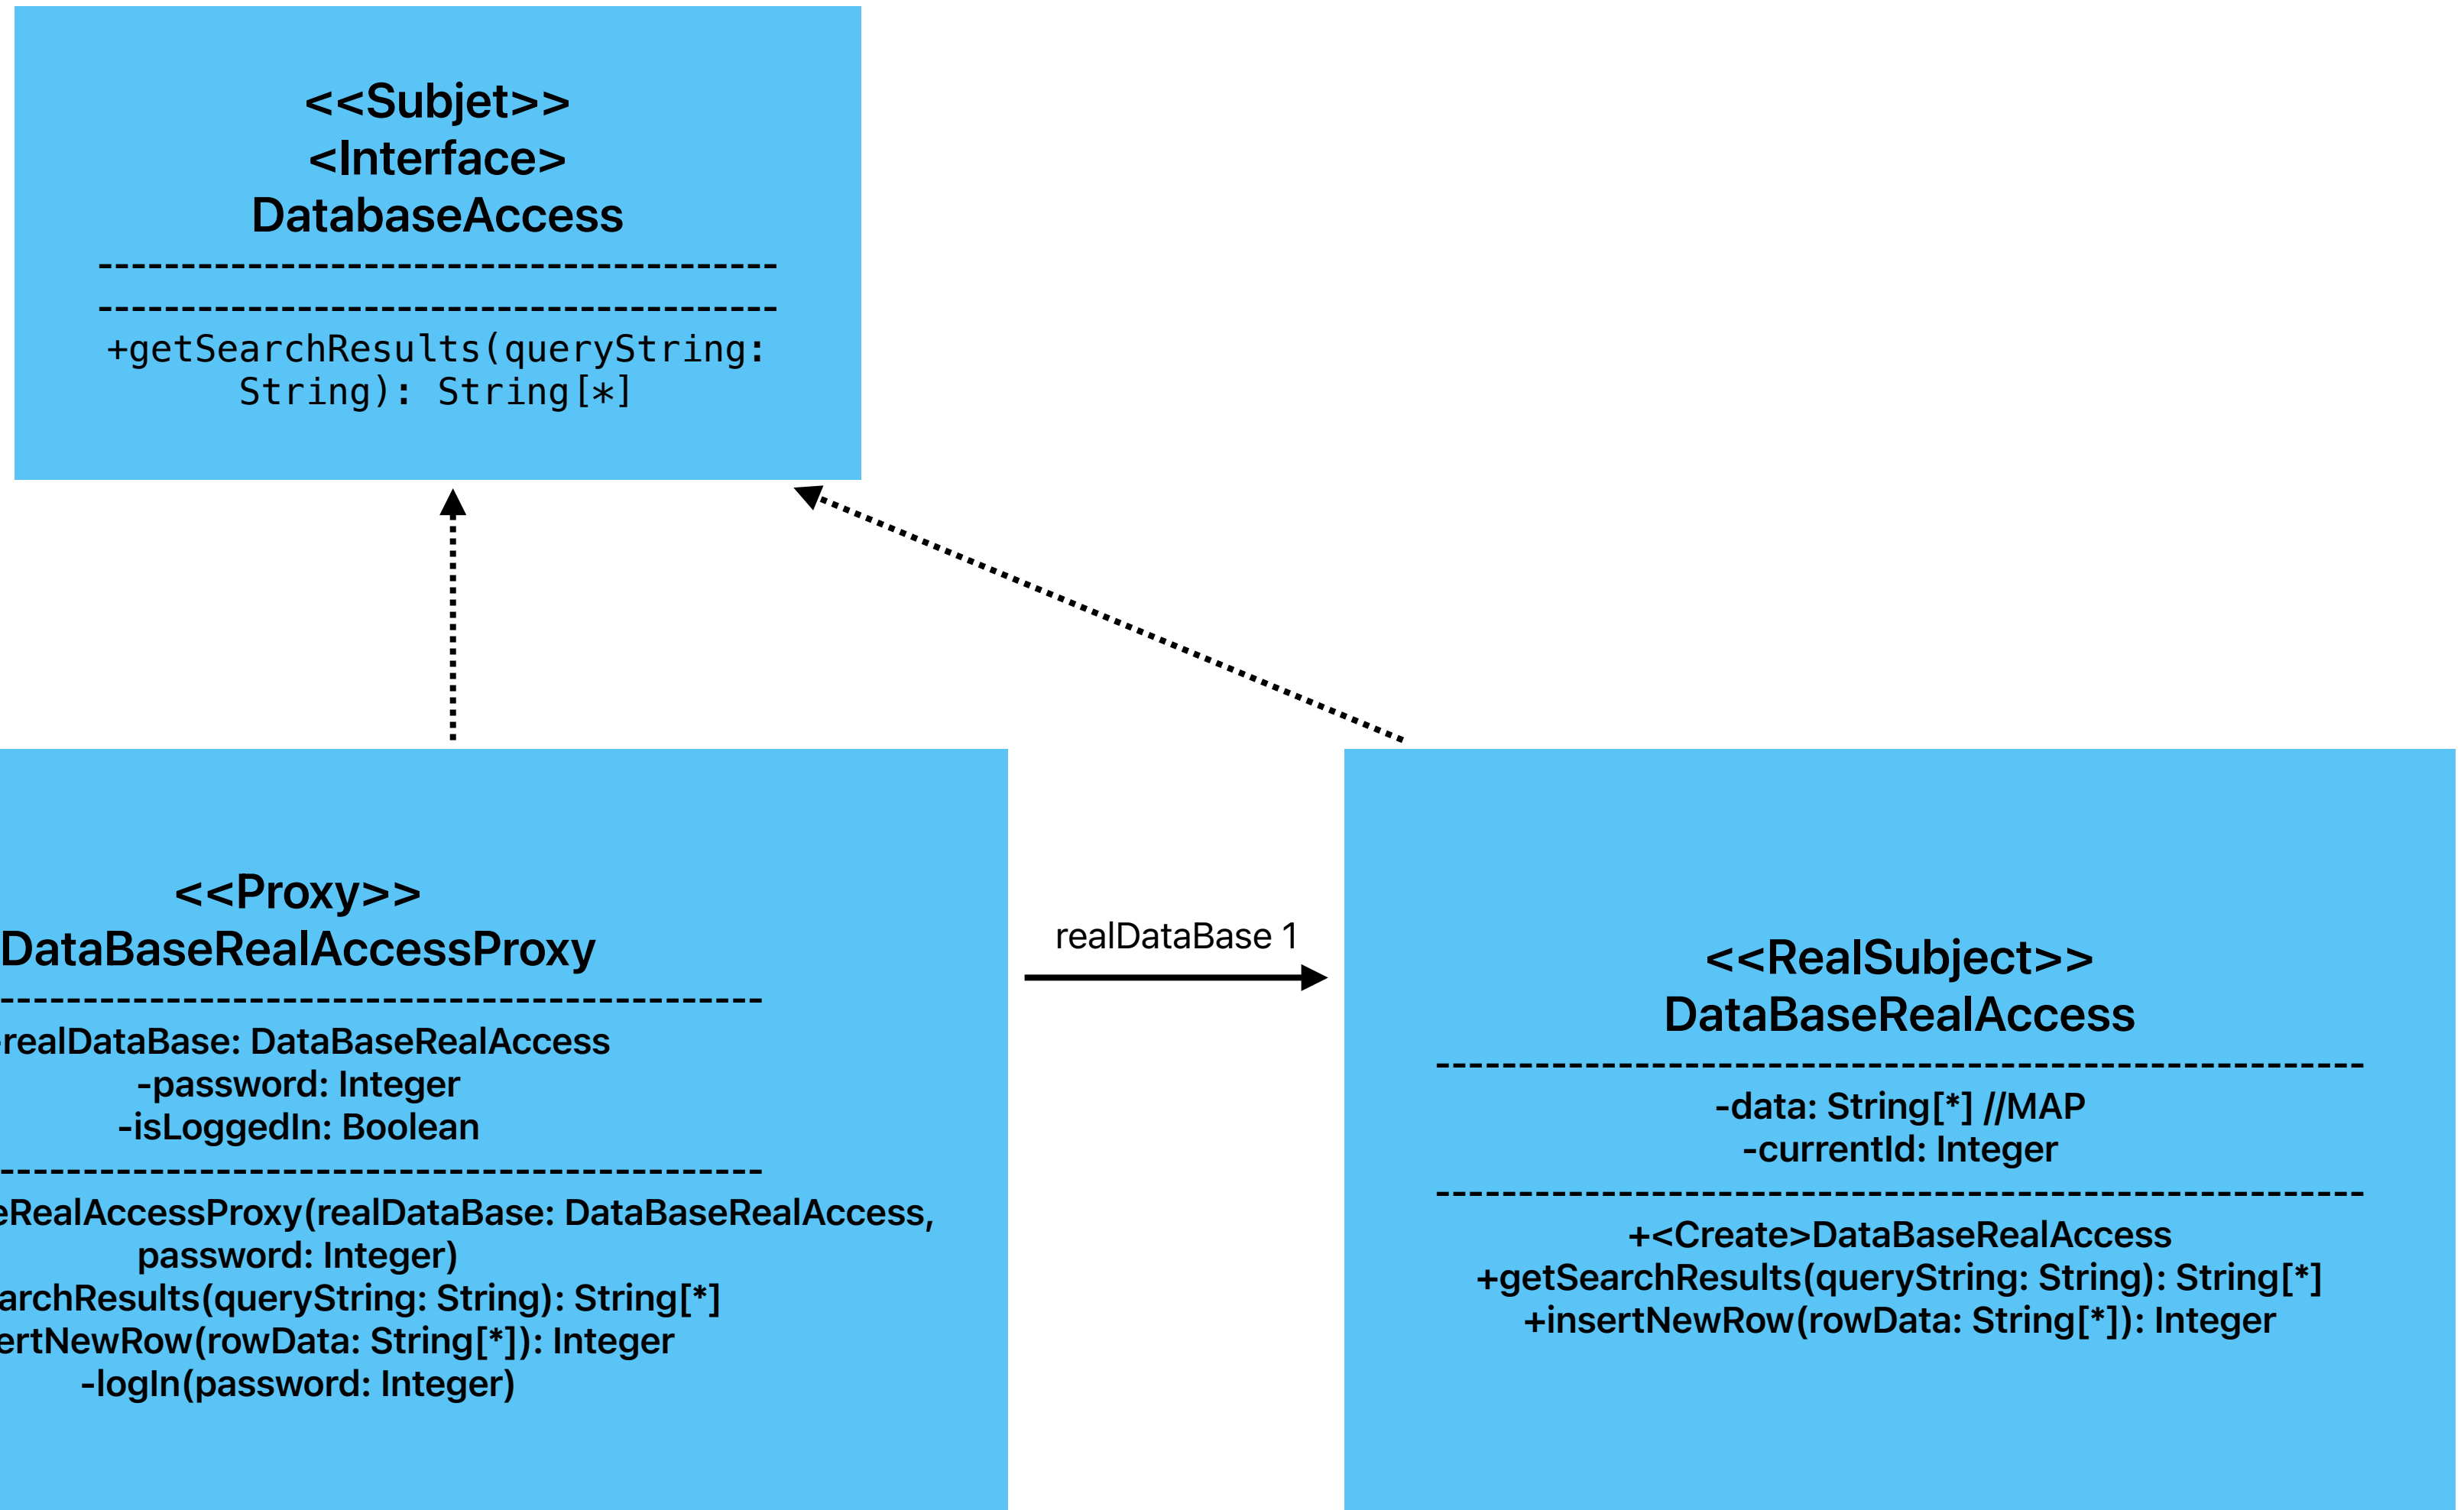 <<Subjet>>
<Interface>
DatabaseAccess
-----------------------------------------
-----------------------------------------
+getSearchResults(queryString:
String): String[*]
<<Proxy>>
DataBaseRealAccessProxy
----------------------------------------------
realDataBase: DataBaseRealAccess
-password: Integer
-isLoggedIn: Boolean
----------------------------------------------
eRealAccessProxy(realDataBase: DataBaseRealAccess,
password: Integer)
archResults(queryString: String): String[*]
ertNewRow(rowData: String[*]): Integer
-logIn(password: Integer)
realDataBase 1
<<RealSubject>>
DataBaseRealAccess
--------------------------------------------------------
-data: String[*] //MAP
-currentId: Integer
--------------------------------------------------------
+<Create>DataBaseRealAccess
+getSearchResults(queryString: String): String[*]
+insertNewRow(rowData: String[*]): Integer